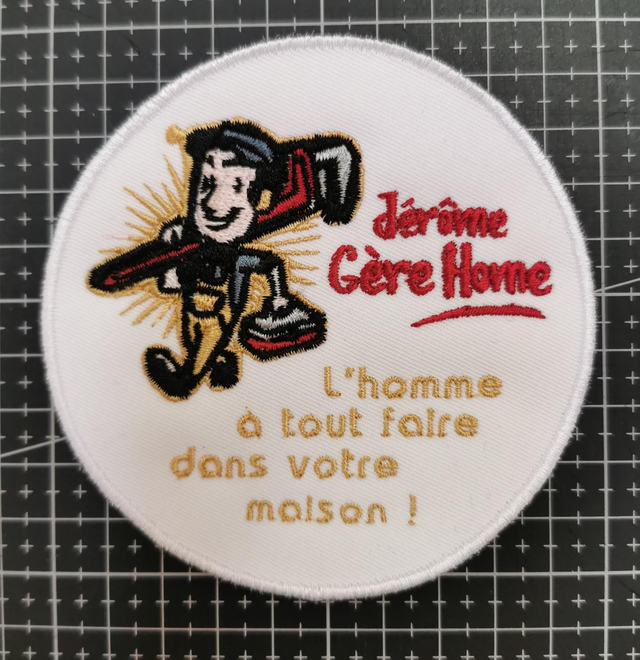 Jérôme
Gère Home
L'homme
à tout faire
dans votre
maison !